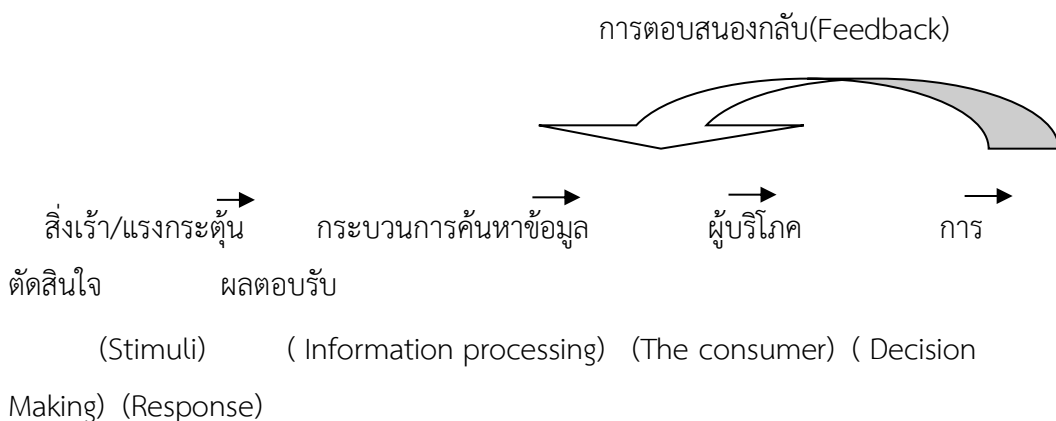 การตอบสนองกลับ(Feedback)
สิ่งเร้า/แรงกระตุ้น กระบวนการค้นหาข้อมูล ผู้บริโภค การ
ตัดสินใจ ผลตอบรับ
(Stimuli) ( Information processing) (The consumer) ( Decision
Making) (Response)